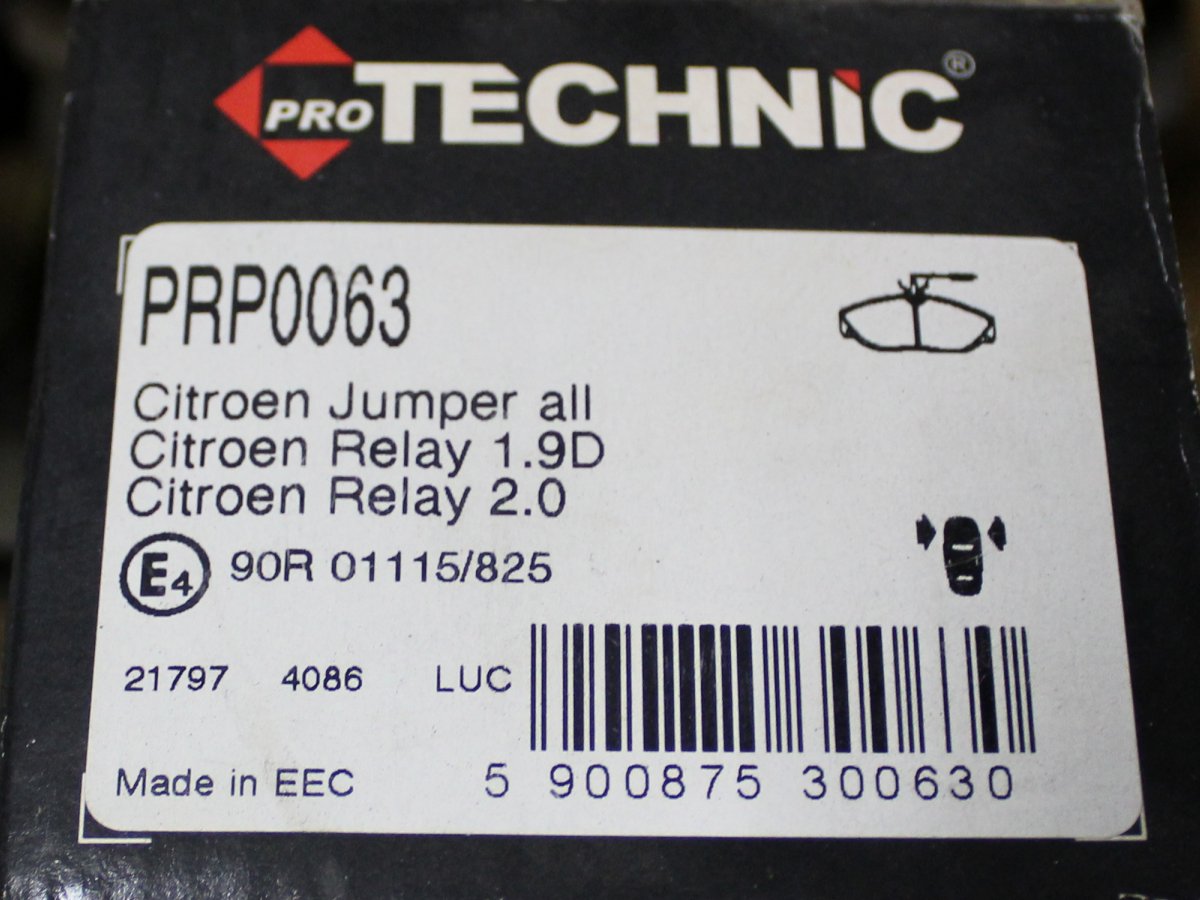 PRO TECHNIC ®
PRP0063
Citroen Jumper all
Citroen Relay 1.9D
Citroen Relay 2.0
E4 90R 01115/825
21797 4086 LUC
Made in EEC 5 900875 300630